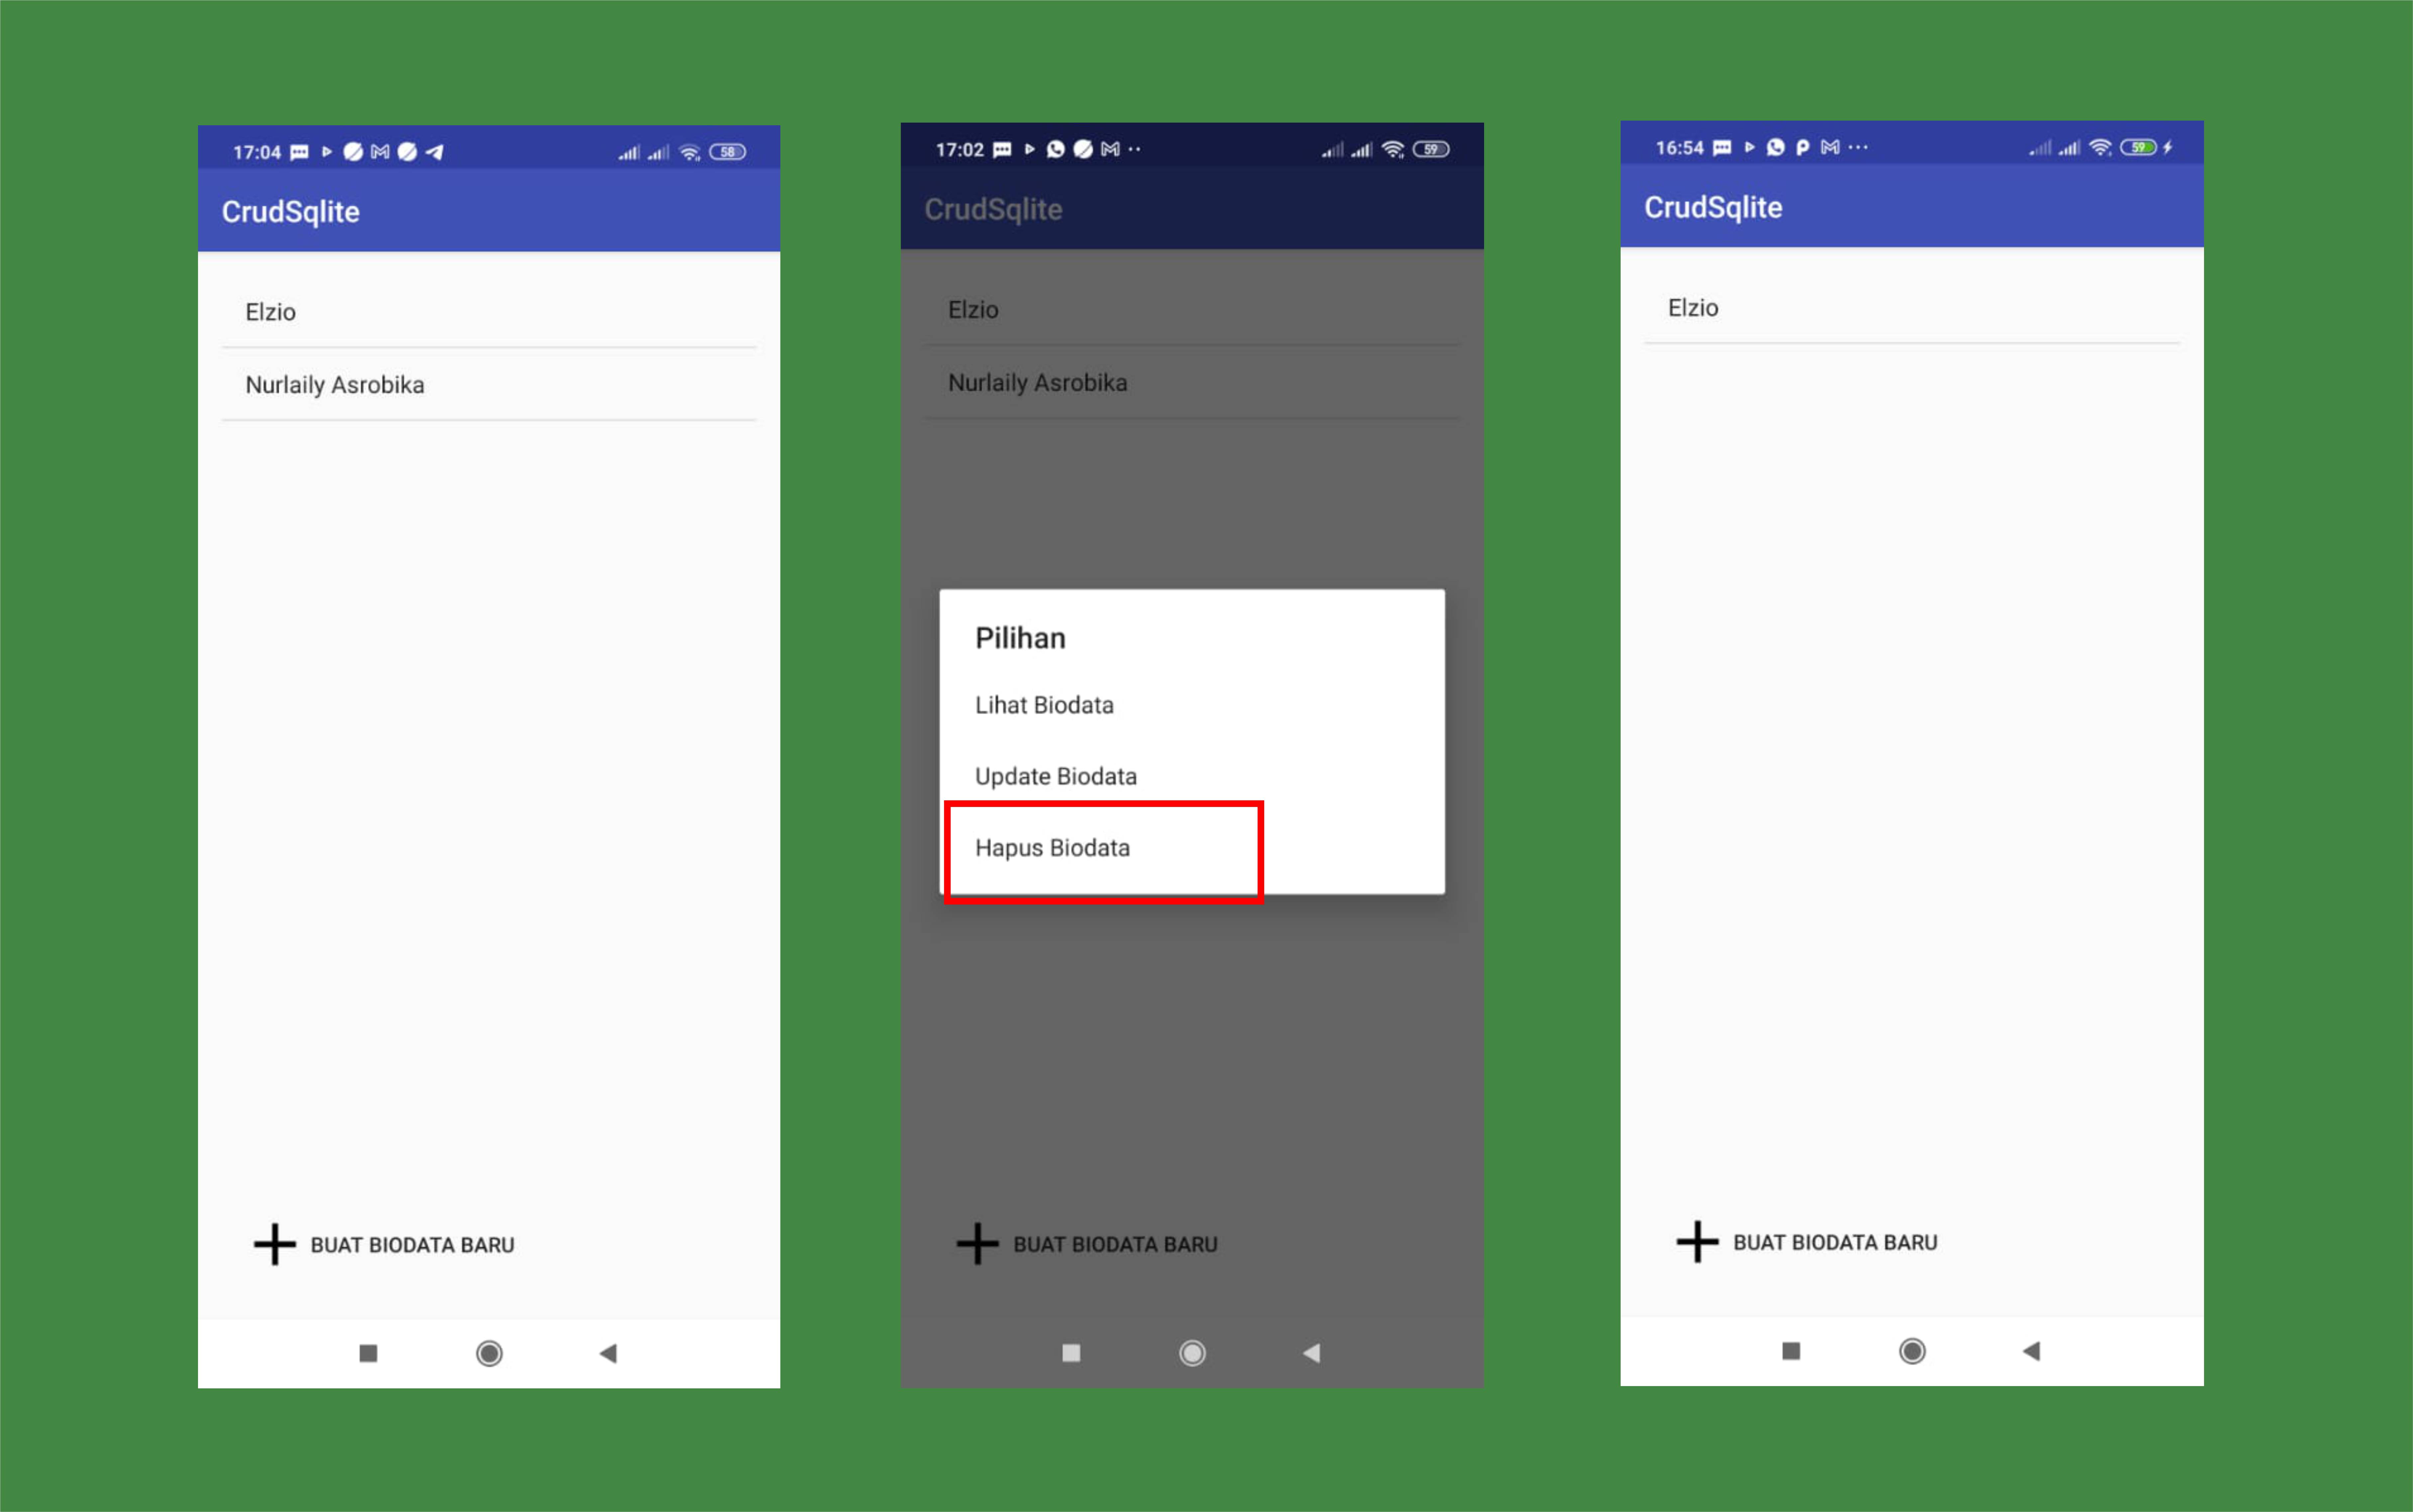 17:04 58
CrudSqlite
Elzio
Nurlaily Asrobika
BUAT BIODATA BARU
17:02 59
CrudSqlite
Elzio
Nurlaily Asrobika
Pilihan
Lihat Biodata
Update Biodata
Hapus Biodata
BUAT BIODATA BARU
16:54 59
CrudSqlite
Elzio
BUAT BIODATA BARU